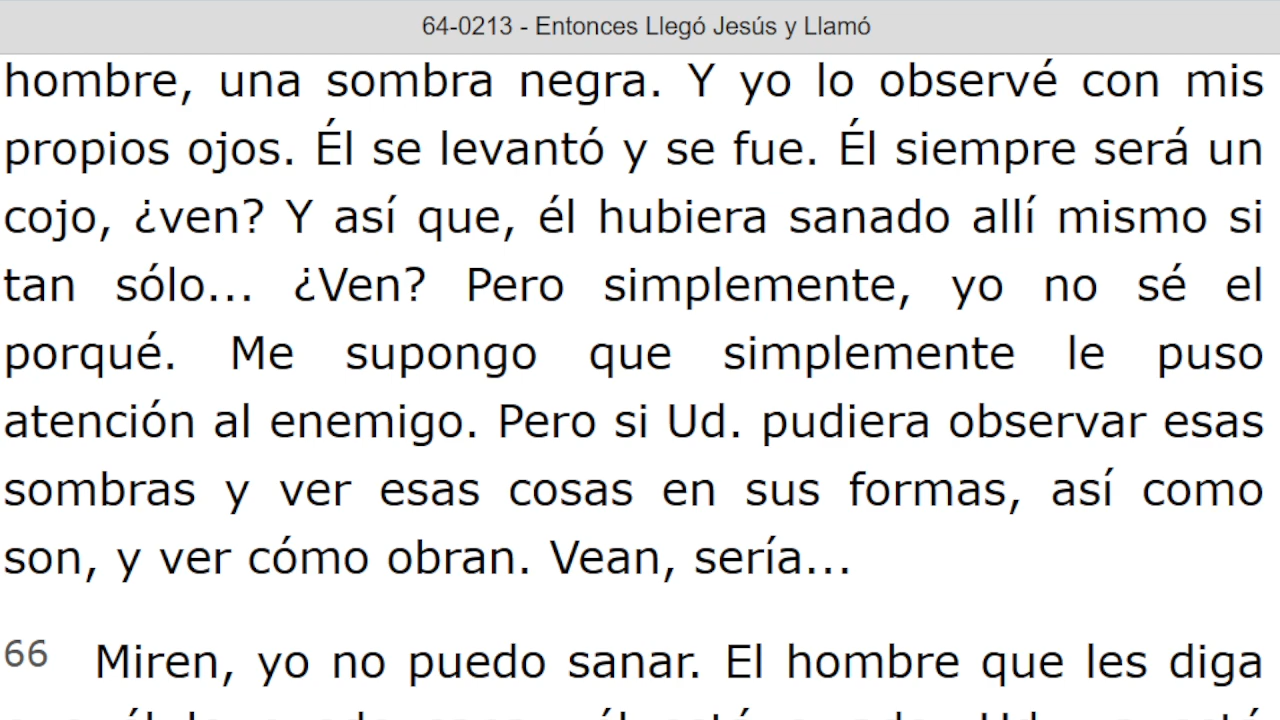 64-0213 - Entonces Llegó Jesús y Llamó
hombre, una sombra negra. Y yo lo observé con mis
propios ojos. Él se levantó y se fue. Él siempre será un
cojo, ¿ven? Y así que, él hubiera sanado allí mismo si
tan sólo... ¿Ven? Pero simplemente, yo no sé el
porqué. Me supongo que simplemente le puso
atención al enemigo. Pero si Ud. pudiera observar esas
sombras y ver esas cosas en sus formas, así como
son, y ver cómo obran. Vean, sería...
66 Miren, yo no puedo sanar. El hombre que les diga